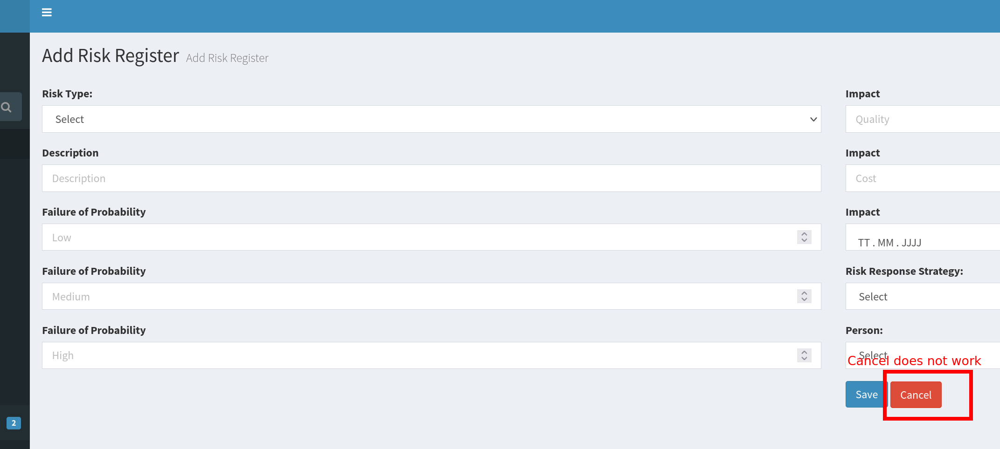 Add Risk Register Add Risk Register
Risk Type:
Select
Description
Description
Failure of Probability
Low
Failure of Probability
Medium
Failure of Probability
High
Impact
Quality
Impact
Cost
Impact
TT . MM . JJJJ
Risk Response Strategy:
Select
Person:
Select
Cancel does not work
Save Cancel
2